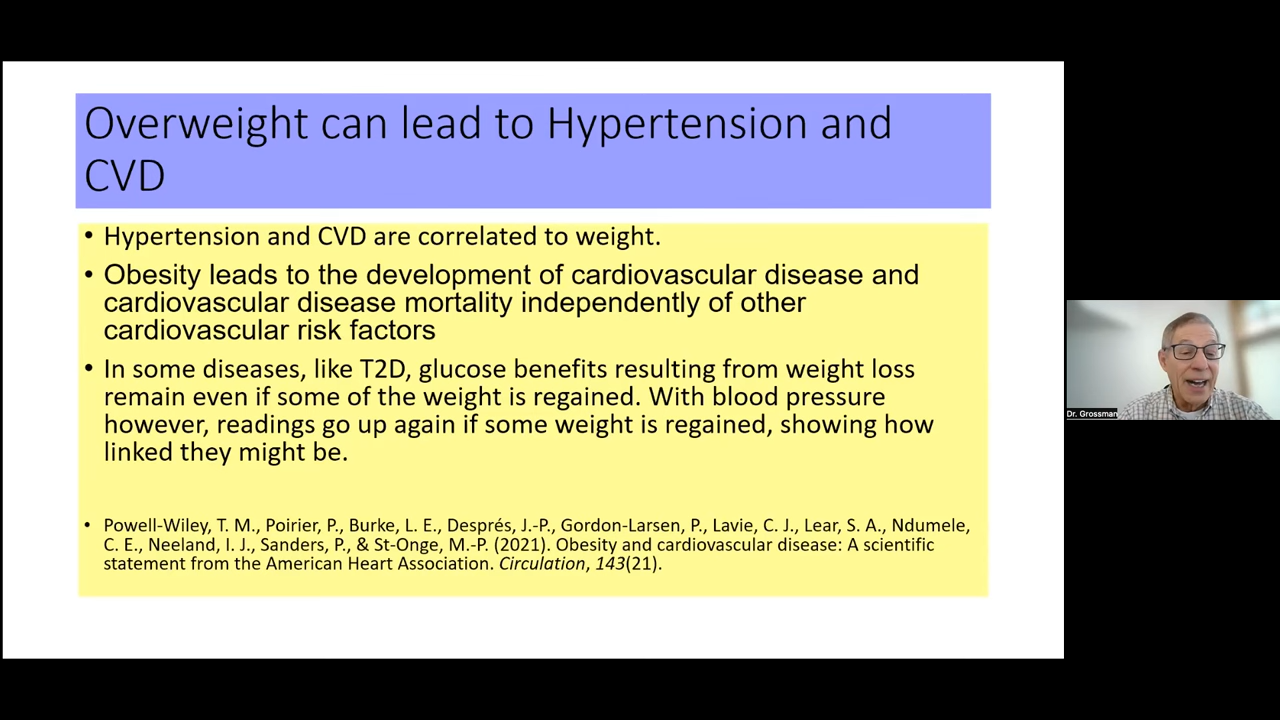 Overweight can lead to Hypertension and
CVD
• Hypertension and CVD are correlated to weight.
• Obesity leads to the development of cardiovascular disease and
cardiovascular disease mortality independently of other
cardiovascular risk factors
• In some diseases, like T2D, glucose benefits resulting from weight loss
remain even if some of the weight is regained. With blood pressure
however, readings go up again if some weight is regained, showing how
linked they might be.
• Powell-Wiley, T. M., Poirier, P., Burke, L. E., Després, J.-P., Gordon-Larsen, P., Lavie, C. J., Lear, S. A., Ndumele,
C. E., Neeland, I. J., Sanders, P., & St-Onge, M.-P. (2021). Obesity and cardiovascular disease: A scientific
statement from the American Heart Association. Circulation, 143(21).
Dr. Grossman